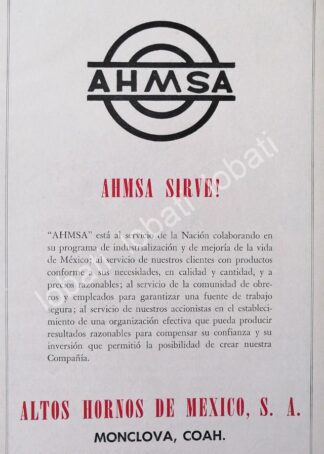 AHMSA
AHMSA SIRVE!
“AHMSA” está al servicio de la Nación colaborando en
su programa de industrialización y de mejoría de la vida
de México; al servicio de nuestros clientes con productos
conforme a sus necesidades, en calidad y cantidad, y a
precios razonables; al servicio de la comunidad de obre-
ros y empleados para garantizar una fuente de trabajo
segura; al servicio de nuestros accionistas en el estableci-
miento de una organización efectiva que pueda producir
resultados razonables para compensar su confianza y su
inversión que permitió la posibilidad de crear nuestra
Compañía.
ALTOS HORNOS DE MEXICO, S. A.
MONCLOVA, COAH.